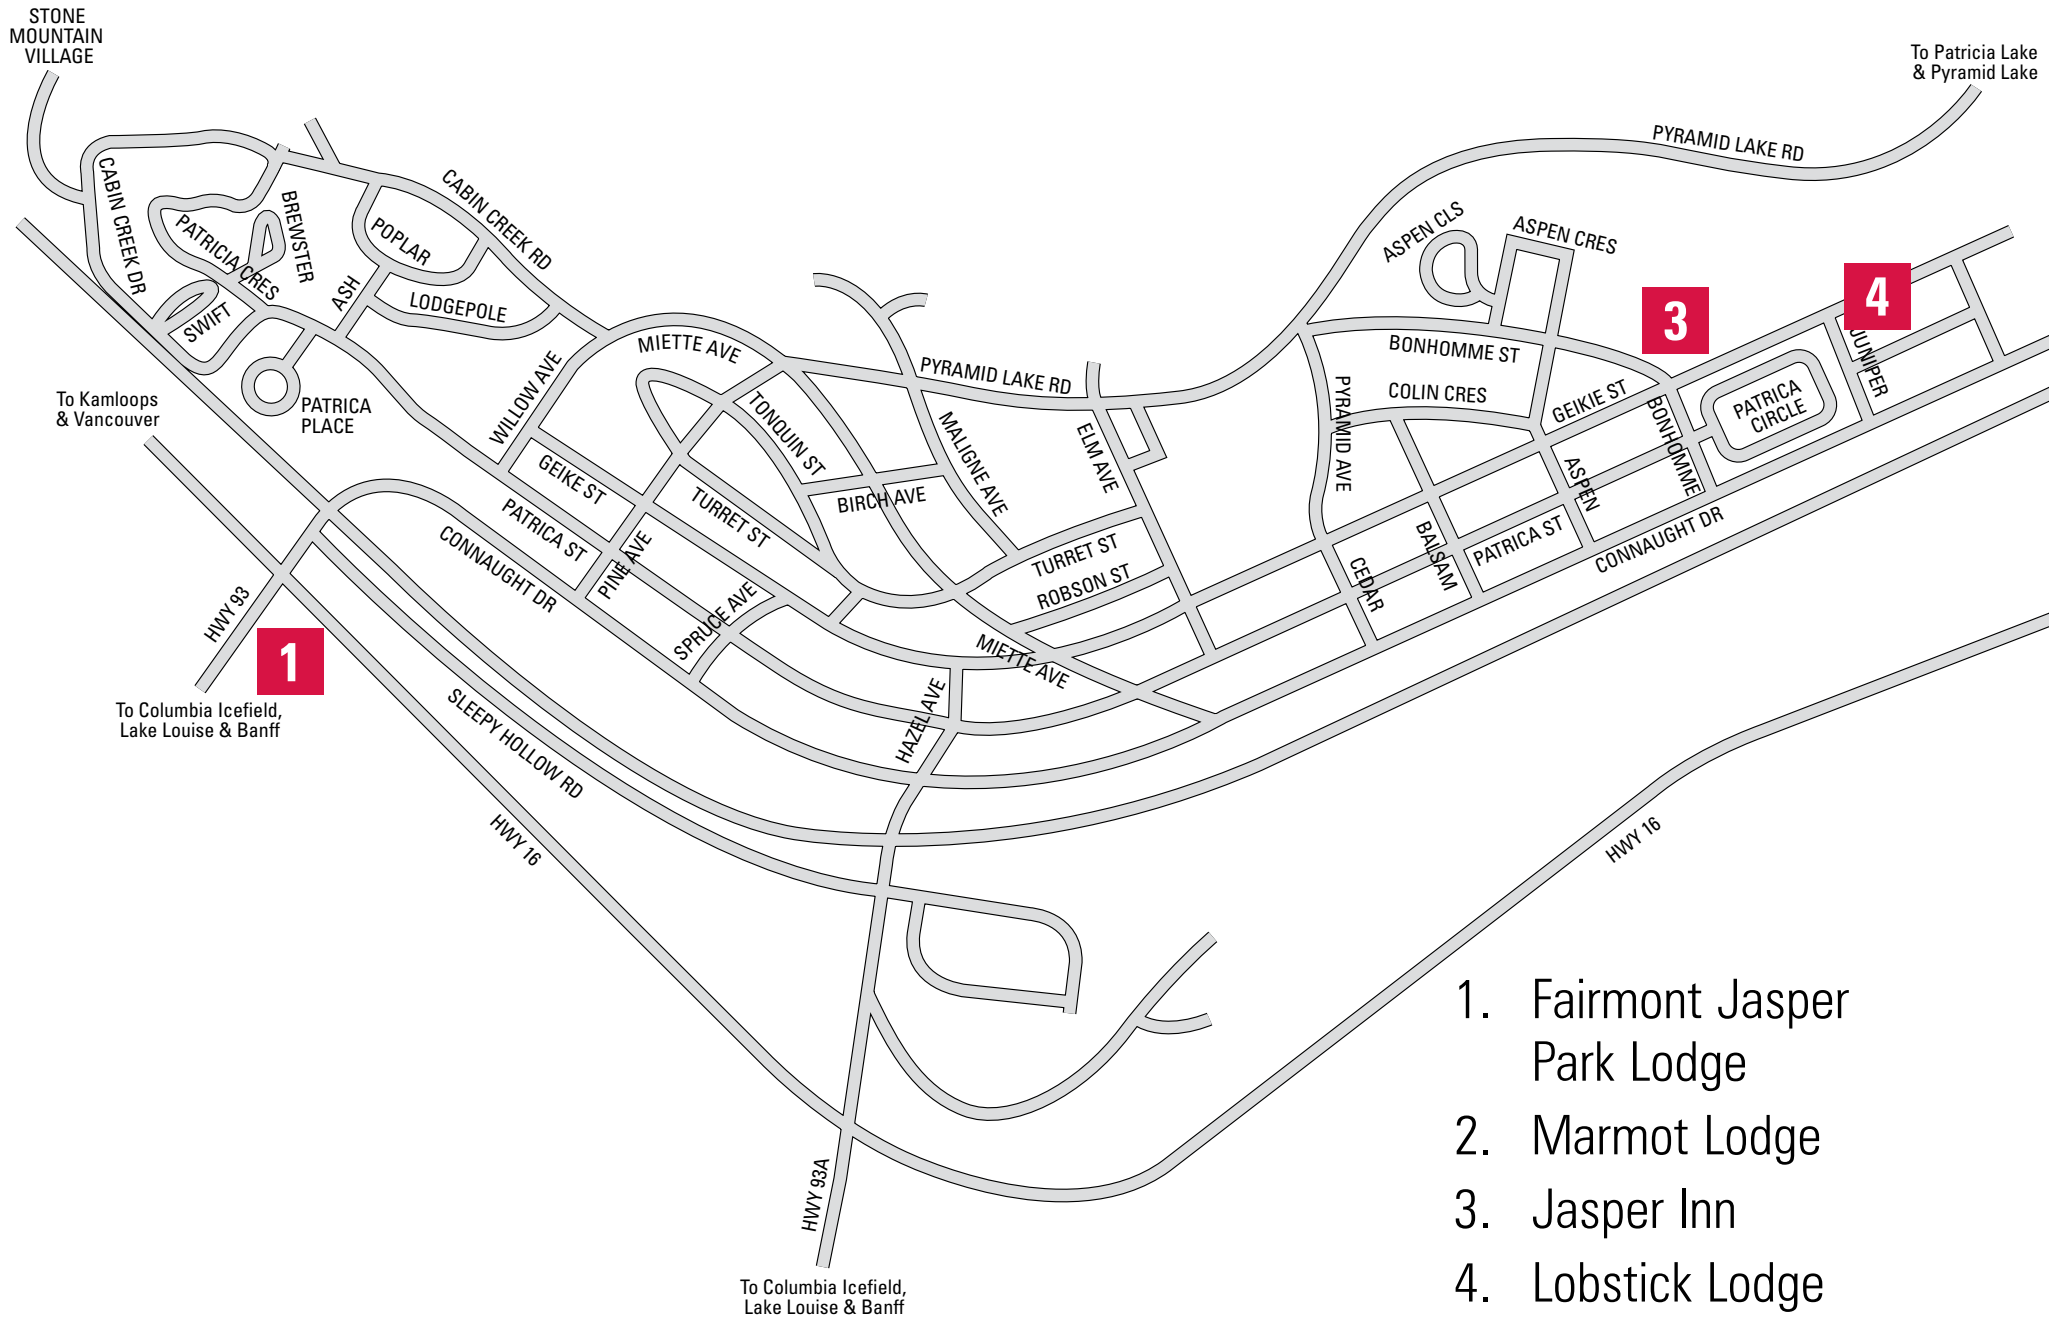 STONE
MOUNTAIN
VILLAGE
To Patricia Lake
& Pyramid Lake
PYRAMID LAKE RD
CABIN CREEK DR
PATRICIA CRES
BREWSTER
POPLAR
CABIN CREEK RD
ASH
LODGEPOLE
SWIFT
ASPEN CLS
ASPEN CRES
3
4
MIETTE AVE
PYRAMID LAKE RD
BONHOMME ST
COLIN CRES
GEIKIE ST
JUNIPER
PATRICA
CIRCLE
To Kamloops
& Vancouver
PATRICA
PLACE
WILLOW AVE
TONQUIN ST
MALIGNE AVE
ELM AVE
PYRAMID AVE
BONHOMME
ASPEN
GEIKE ST
TURRET ST
BIRCH AVE
PATRICA ST
CONNAUGHT DR
PINE AVE
SPRUCE AVE
TURRET ST
ROBSON ST
CEDAR
BALSAM
PATRICA ST
CONNAUGHT DR
HWY 93
1
MIETTE AVE
HAZEL AVE
To Columbia Icefield,
Lake Louise & Banff
SLEEPY HOLLOW RD
HWY 16
HWY 16
HWY 93A
To Columbia Icefield,
Lake Louise & Banff
1. Fairmont Jasper
Park Lodge
2. Marmot Lodge
3. Jasper Inn
4. Lobstick Lodge